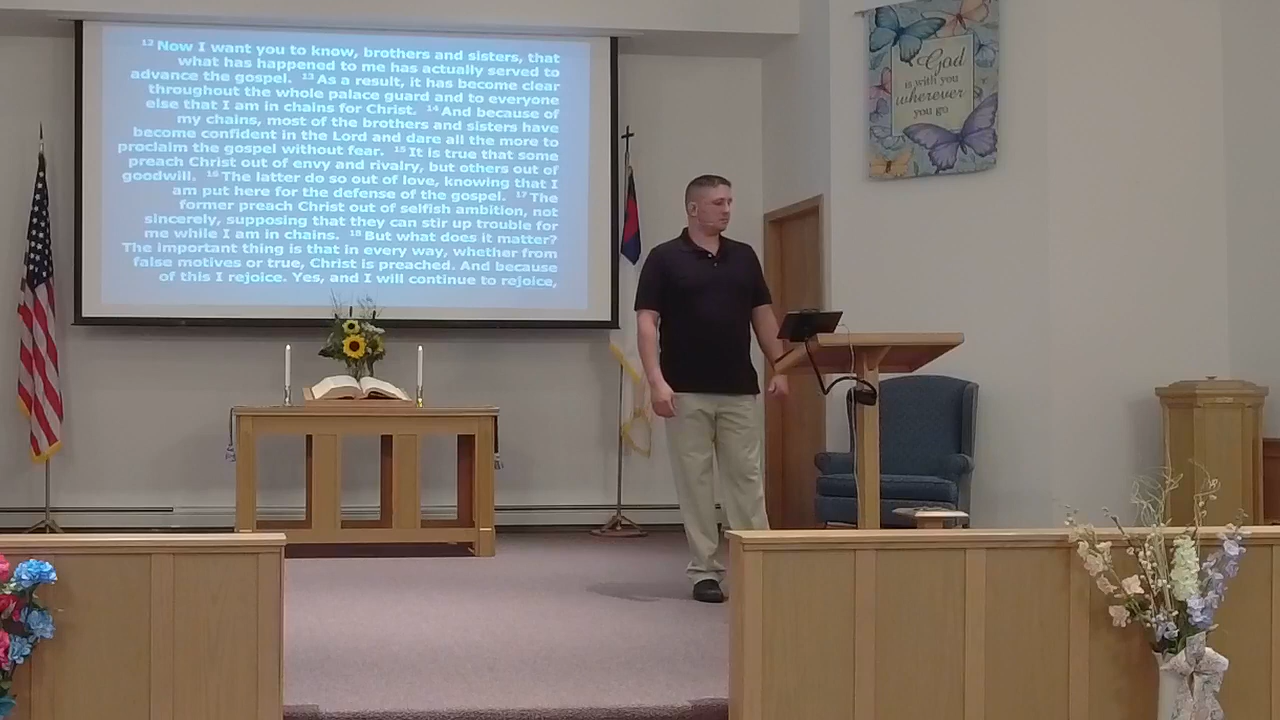 12 Now I want you to know, brothers and sisters, that
what has happened to me has actually served to
advance the gospel. 13 As a result, it has become clear
throughout the whole palace guard and to everyone
else that I am in chains for Christ. 14 And because of
my chains, most of the brothers and sisters have
become confident in the Lord and dare all the more to
proclaim the gospel without fear. 15 It is true that some
preach Christ out of envy and rivalry, but others out of
goodwill. 16 The latter do so out of love, knowing that I
am put here for the defense of the gospel. 17 The
former preach Christ out of selfish ambition, not
sincerely, supposing that they can stir up trouble for
me while I am in chains. 18 But what does it matter?
The important thing is that in every way, whether from
false motives or true, Christ is preached. And because
of this I rejoice. Yes, and I will continue to rejoice,
God
is with you
wherever
you go